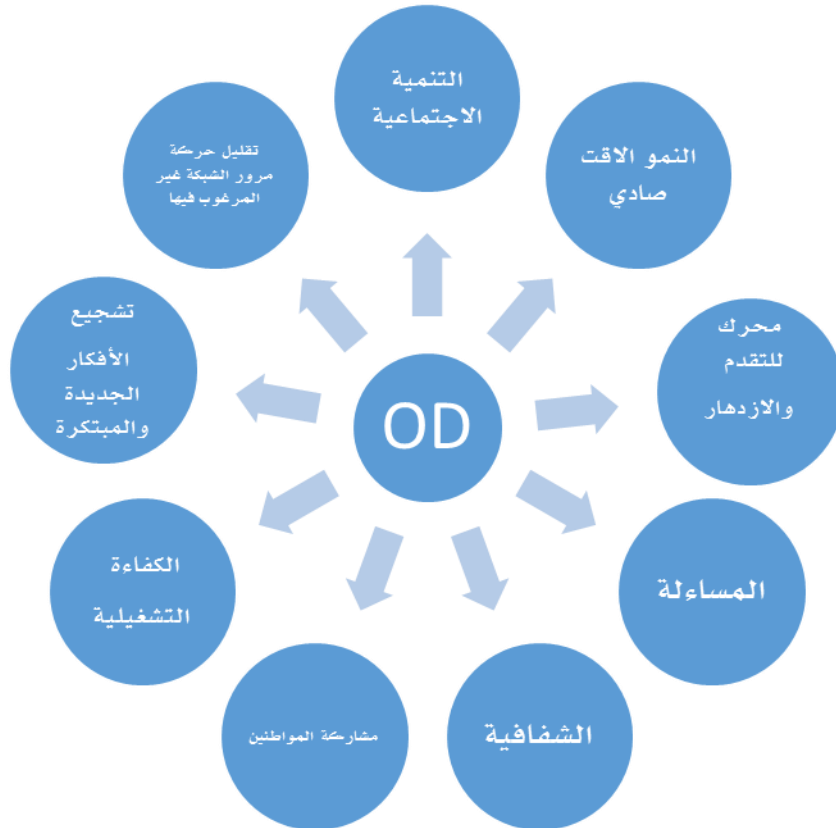 التنمية
الاجتماعية
النمو الاقت
صادي
محرك
للتقدم
والازدهار
المساءلة
الشفافية
مشاركة المواطنين
الكفاءة
التشغيلية
تشجيع
الأفكار
الجديدة
والمبتكرة
تقليل حركة
مرور الشبكة غير
المرغوب فيها
OD